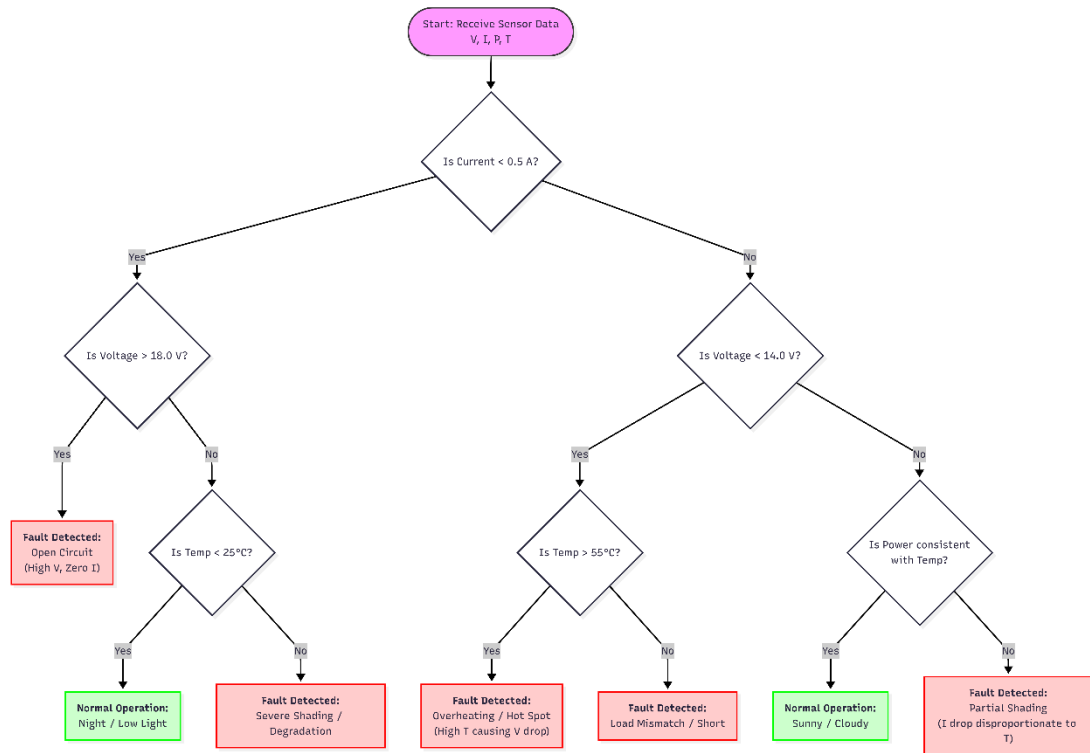 Start: Receive Sensor Data
V, I, P, T
Is Current < 0.5 A?
Yes
No
Is Voltage > 18.0 V?
Is Voltage < 14.0 V?
Yes
No
Yes
No
Fault Detected:
Open Circuit
(High V, Zero I)
Is Temp < 25°C?
Is Temp > 55°C?
Is Power consistent
with Temp?
Yes
No
Yes
No
Yes
No
Normal Operation:
Night / Low Light
Fault Detected:
Severe Shading /
Degradation
Fault Detected:
Overheating / Hot Spot
(High T causing V drop)
Fault Detected:
Load Mismatch / Short
Normal Operation:
Sunny / Cloudy
Fault Detected:
Partial Shading
(I drop disproportionate to
T)